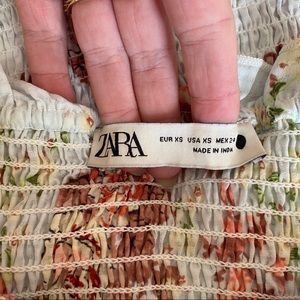 ZARA
EUR XS USA XS MEX 24
MADE IN INDIA